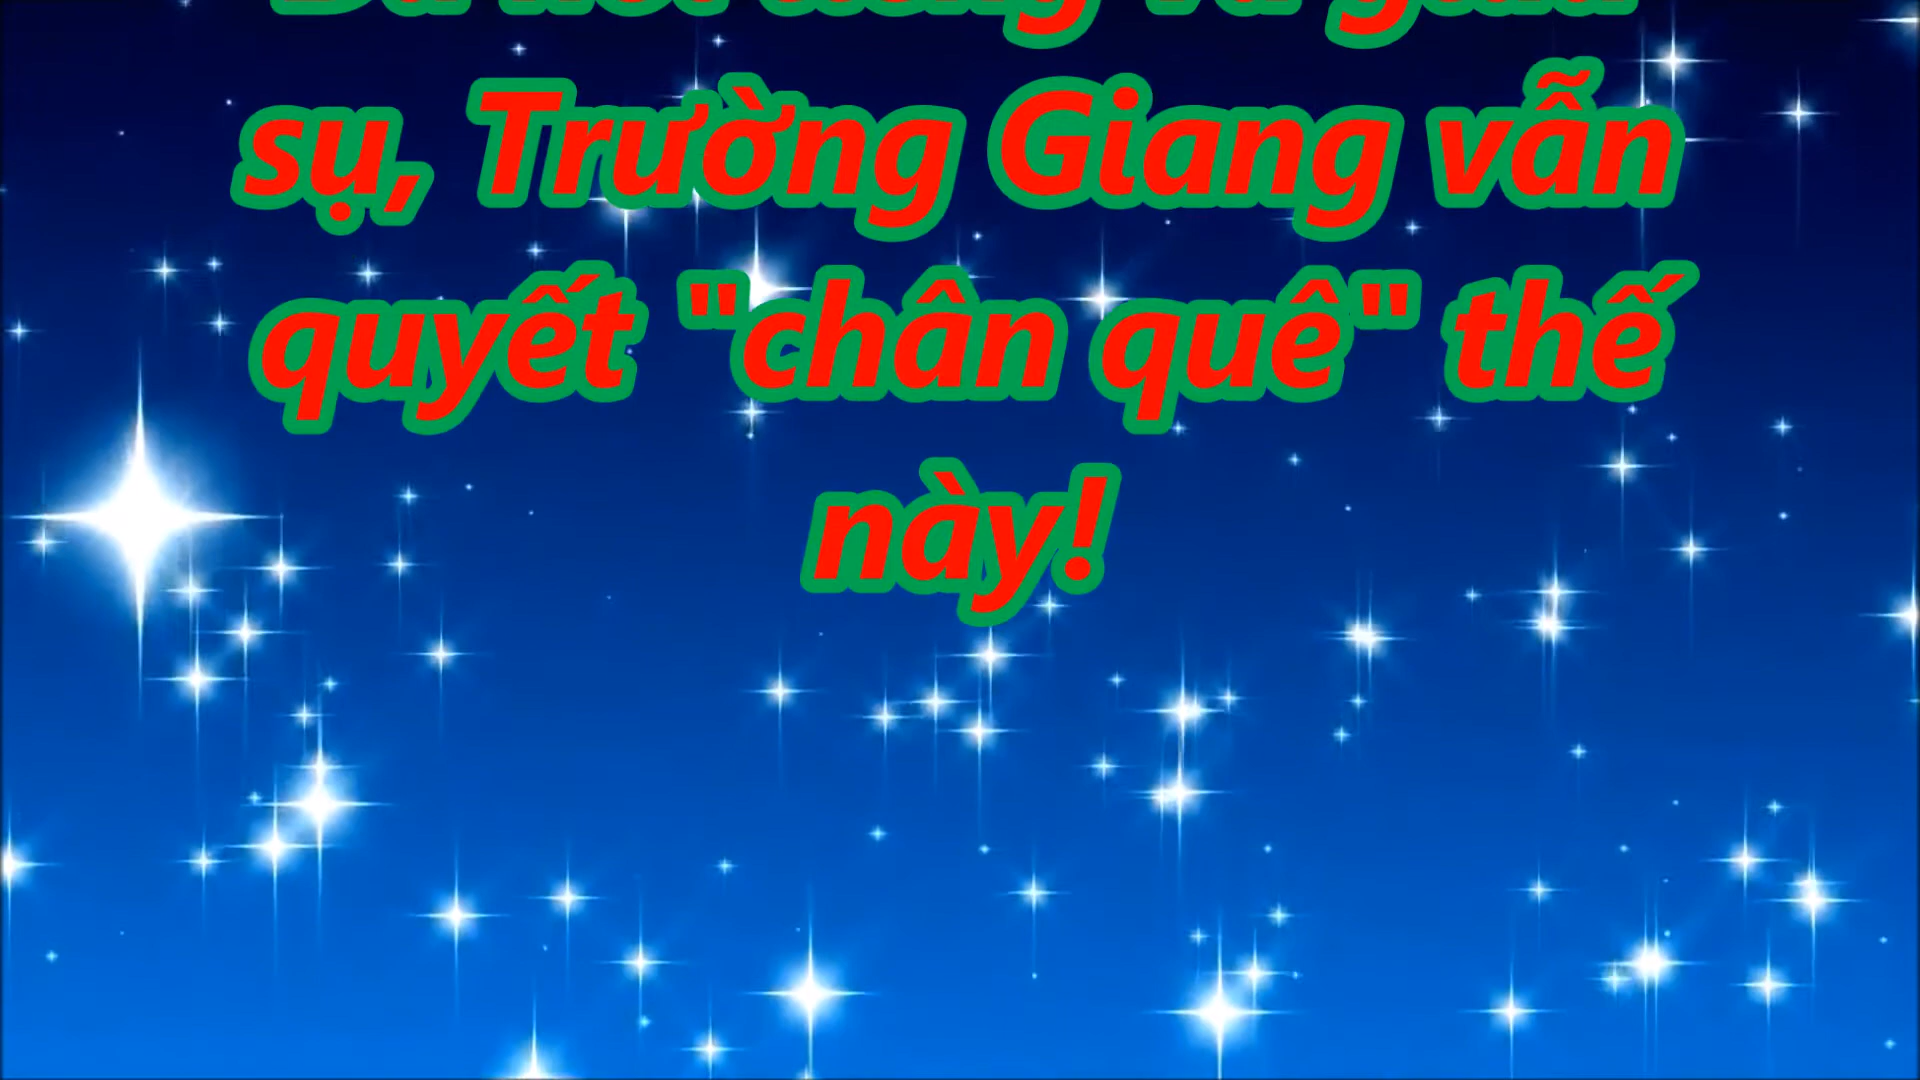 sụ, Trường Giang vẫn
quyết "chân quê" thế
này!